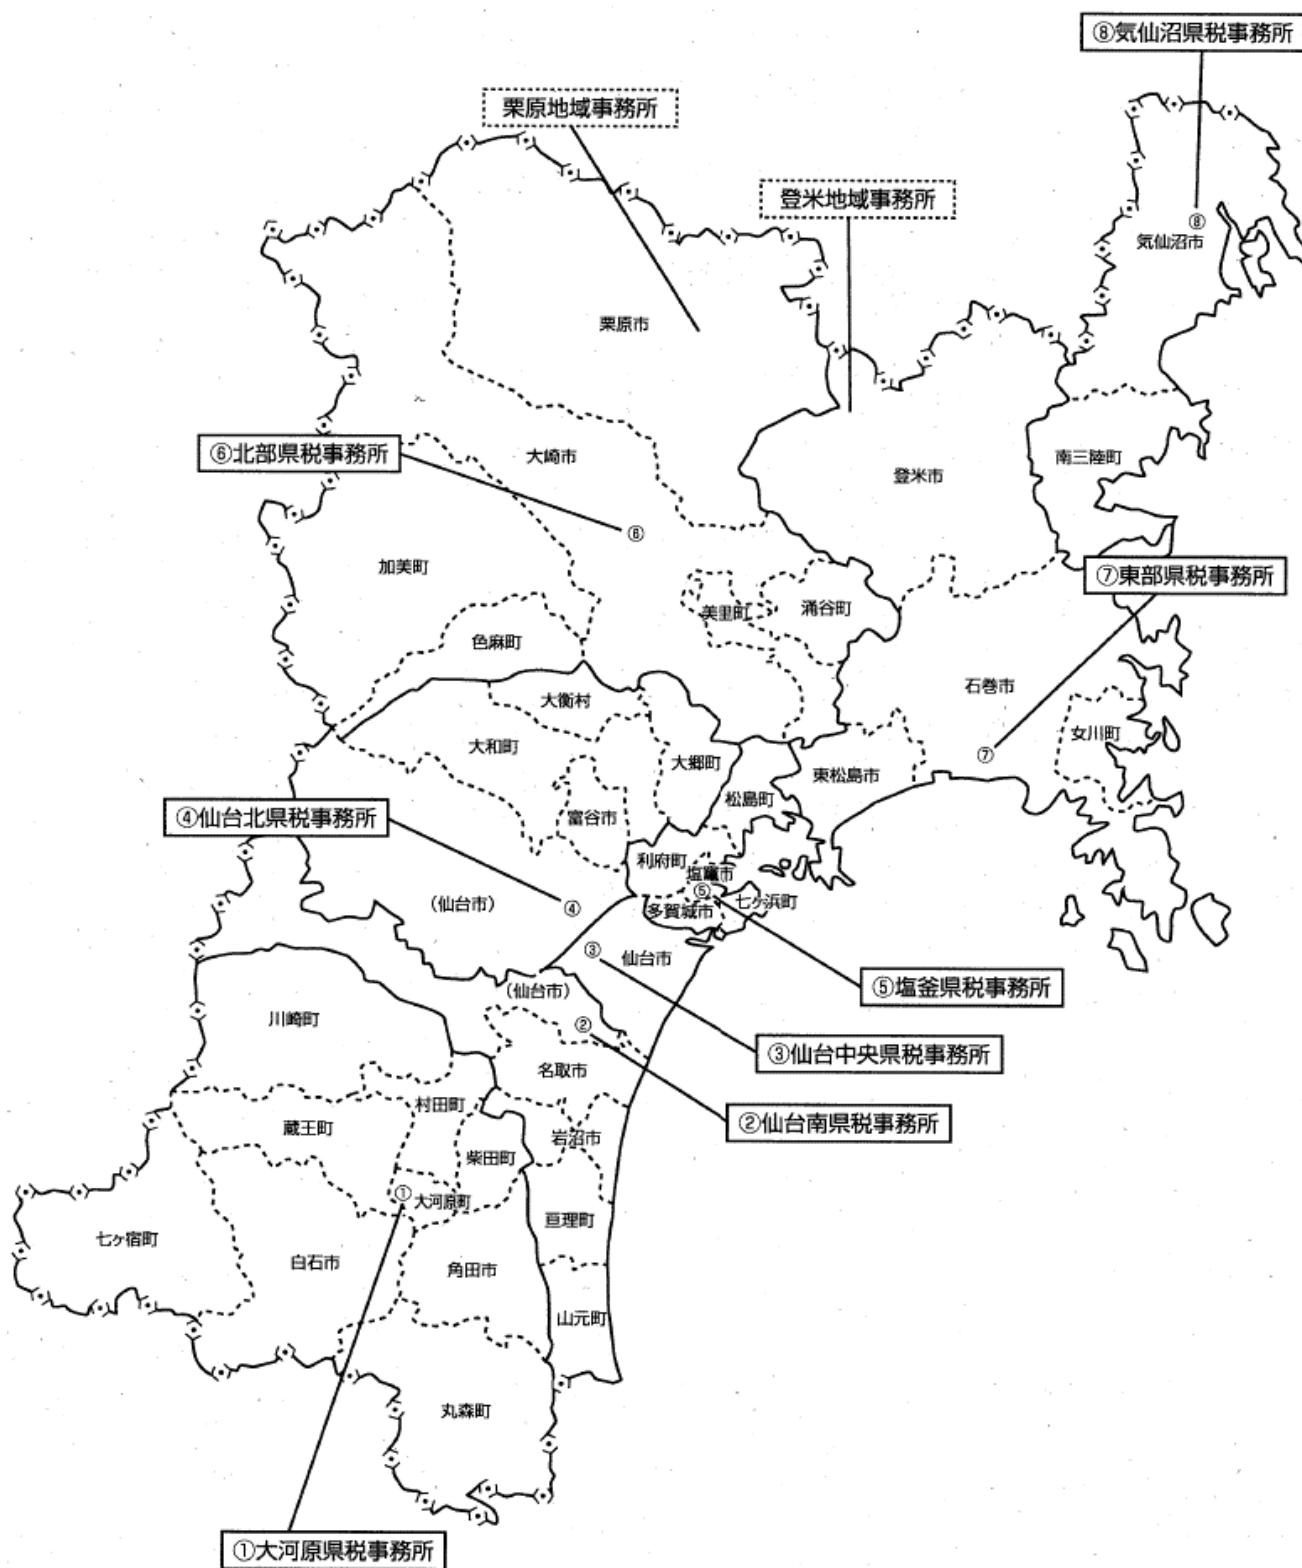 ⑧気仙沼県税事務所
栗原地域事務所
登米地域事務所
⑧
気仙沼市
栗原市
⑥北部県税事務所
大崎市
南三陸町
登米市
⑥
加美町
⑦東部県税事務所
美里町
涌谷町
色麻町
石巻市
大衡村
女川町
大和町
⑦
大郷町
東松島市
松島町
④仙台北県税事務所
富谷市
利府町
塩竈市
⑤
七ヶ浜町
(仙台市)
④
多賀城市
③
仙台市
⑤塩釜県税事務所
(仙台市)
川崎町
②
③仙台中央県税事務所
名取市
村田町
②仙台南県税事務所
蔵王町
岩沼市
柴田町
①
大河原町
亘理町
七ヶ宿町
白石市
角田市
山元町
丸森町
①大河原県税事務所